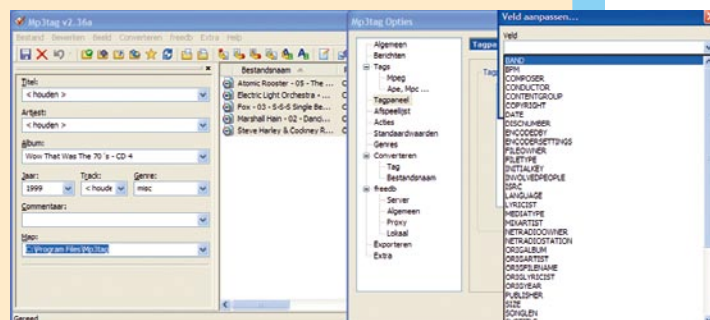 Mp3tag v2.36a
Bestand Bewerken Beeld Converteren freedb Extra Help
Titel:
< houden >
Artiest:
< houden >
Album:
Wow That Was The 70´s - CD 4
Jaar: Track: Genre:
1999 < houde misc
Commentaar:
Map:
C:\Program Files\Mp3tag\
Gereed
Bestandsnaam
Atomic Rooster - 05 - The ...
Electric Light Orchestra - ...
Fox - 03 - S-S-S Single Be...
Marshall Hain - 02 - Danci...
Steve Harley & Cockney R...
Mp3tag Opties
Algemeen
Berichten
Tags
Mpeg
Ape, Mpc ...
Tagpaneel
Afspeellijst
Acties
Standaardwaarden
Genres
Converteren
Tag
Bestandsnaam
freedb
Server
Algemeen
Proxy
Lokaal
Exporteren
Extra
Tagpa
Tag
Veld aanpassen...
Veld
BAND
BPM
COMPOSER
CONDUCTOR
CONTENTGROUP
COPYRIGHT
DATE
DISCNUMBER
ENCODEDBY
ENCODERSETTINGS
FILEOWNER
FILETYPE
INITIALKEY
INVOLVEDPEOPLE
ISRC
LANGUAGE
LYRICIST
MEDIATYPE
MIXARTIST
NETRADIOOWNER
NETRADIOSTATION
ORIGALBUM
ORIGARTIST
ORIGFILENAME
ORIGLYRICIST
ORIGYEAR
PUBLISHER
SIZE
SONGLEN